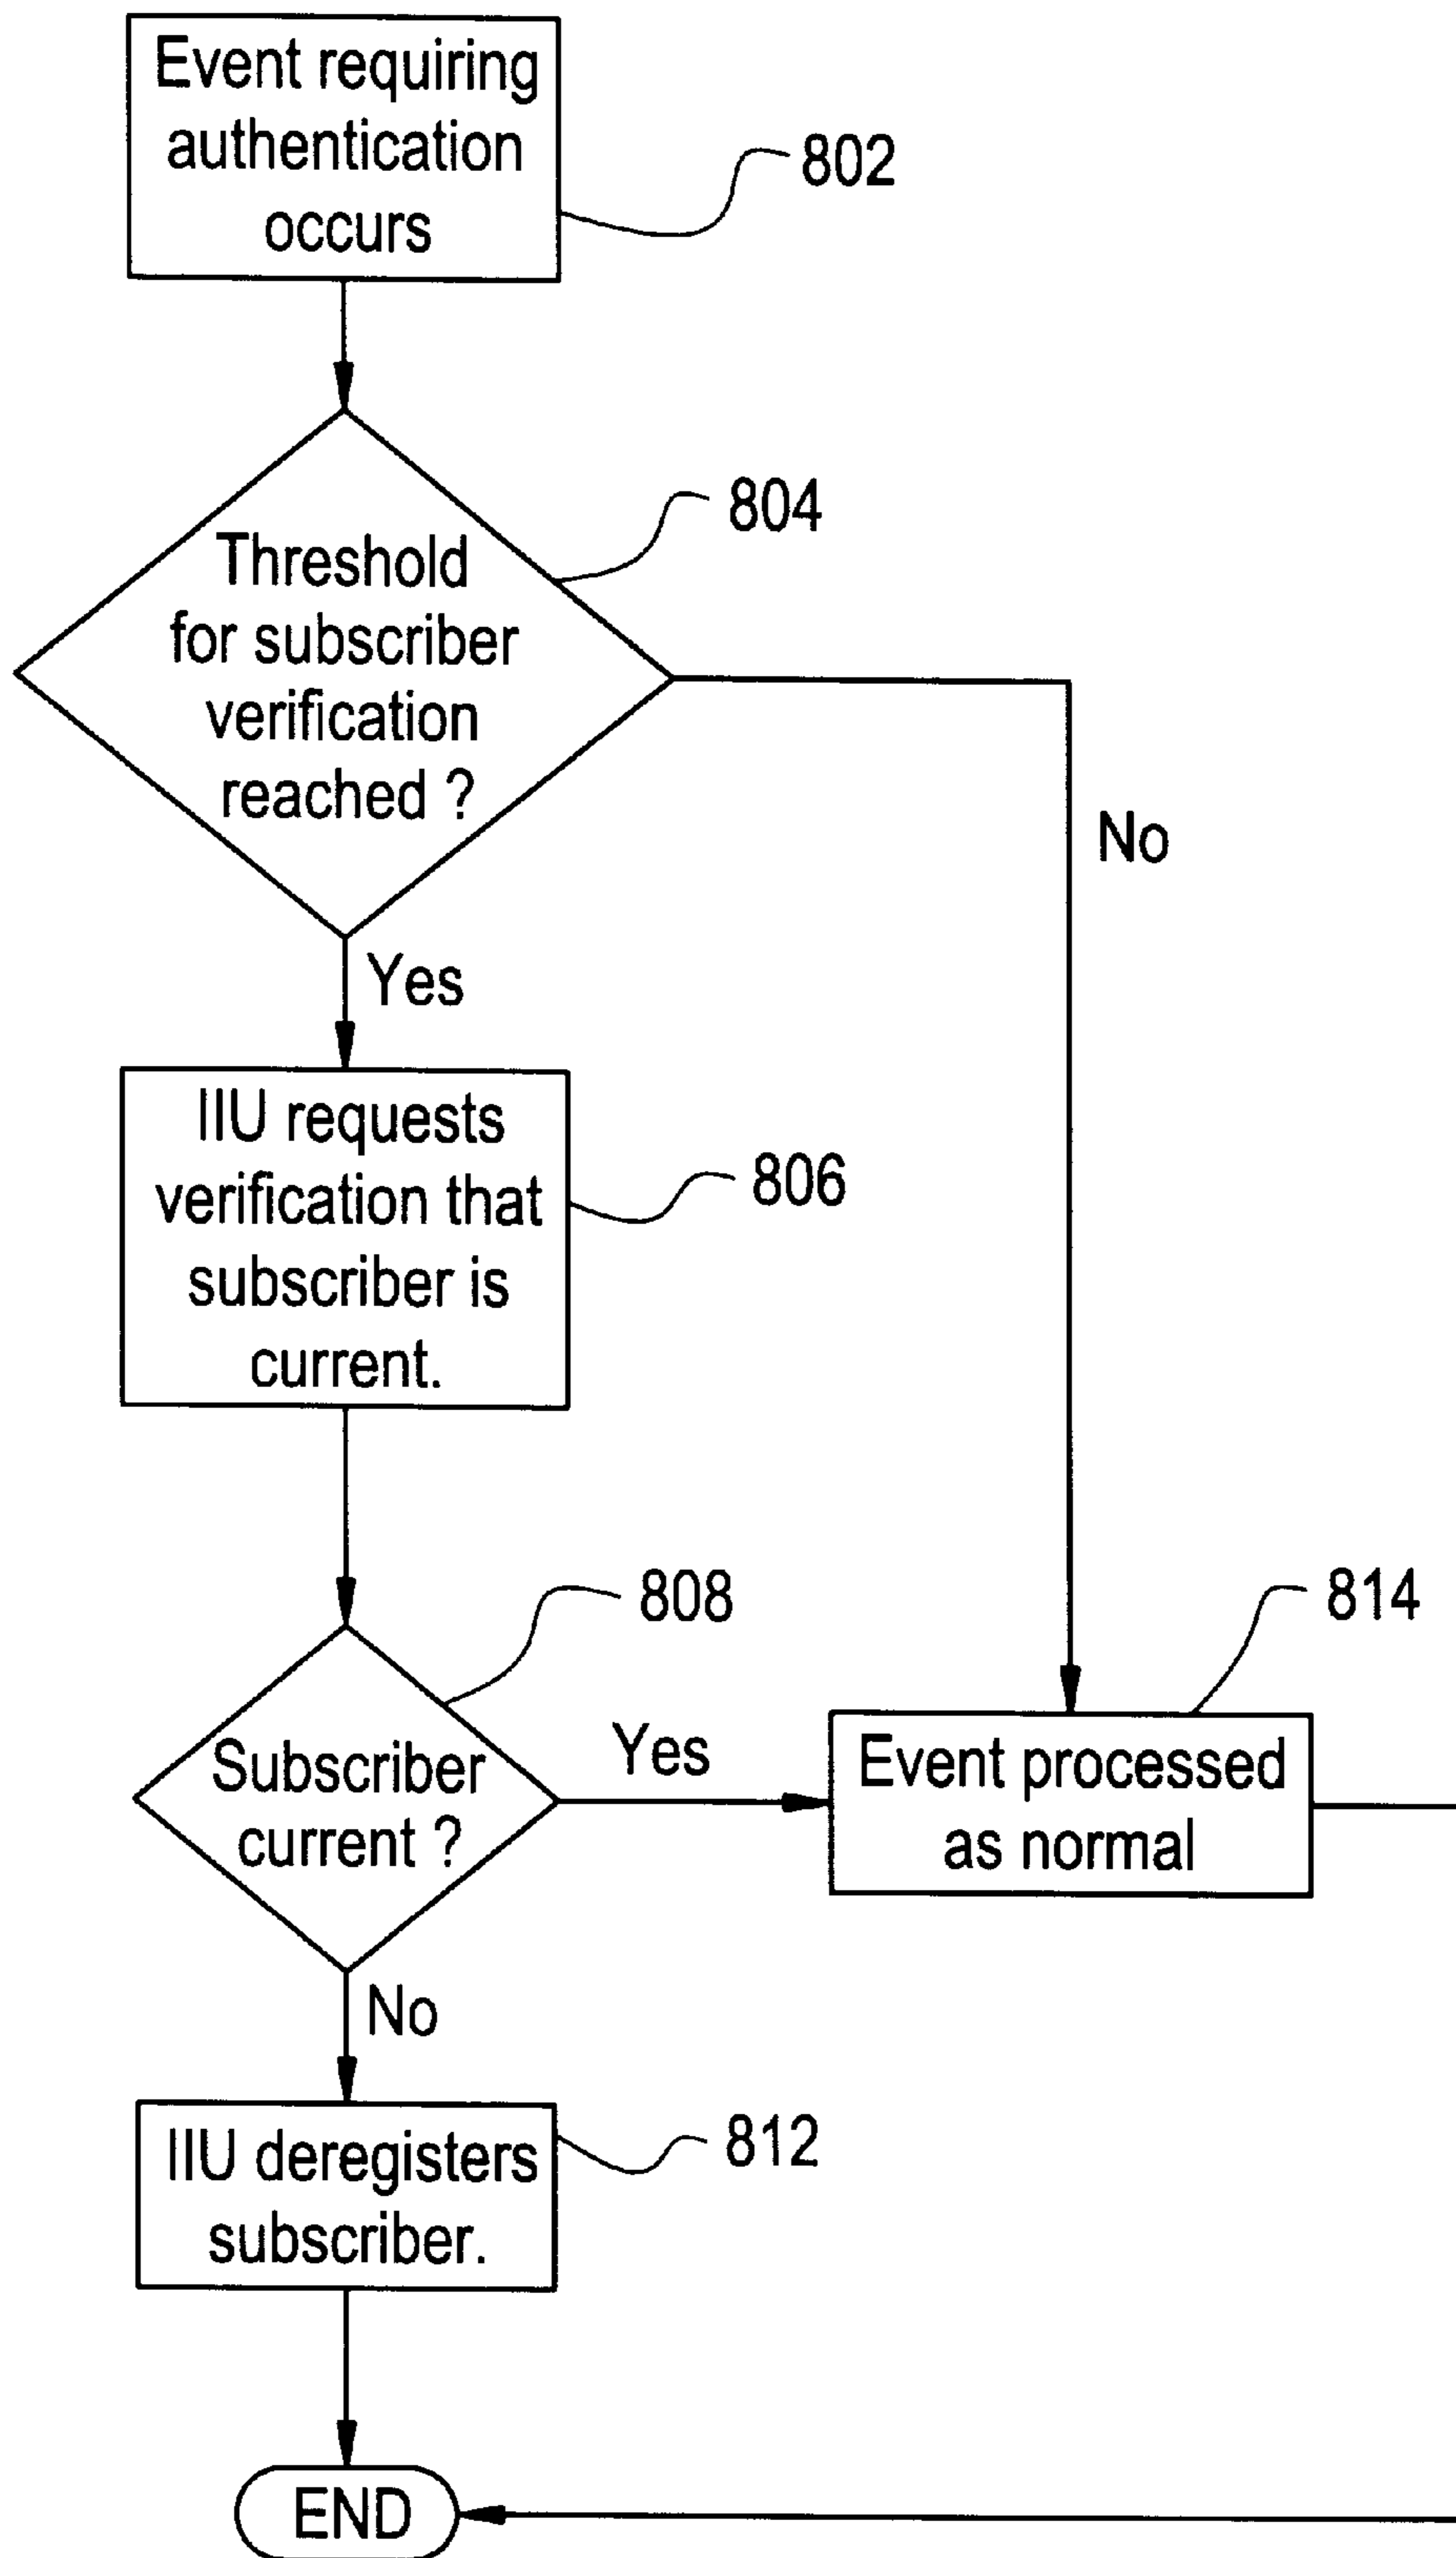 Event requiring
authentication
occurs
802
804
Threshold
for subscriber
verification
reached ?
No
Yes
IIU requests
verification that
subscriber is
current.
806
808
814
Subscriber
current ?
Yes
Event processed
as normal
No
IIU deregisters
subscriber.
812
END